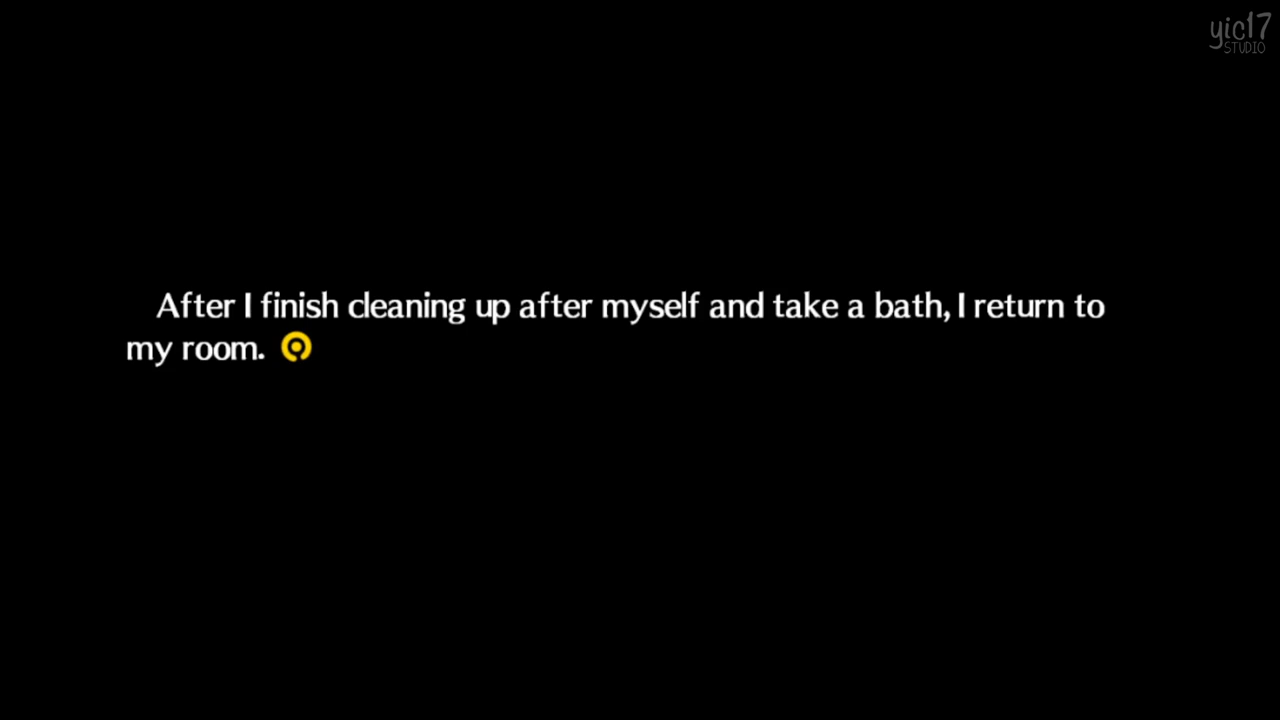 yic17
STUDIO
After I finish cleaning up after myself and take a bath, I return to
my room.